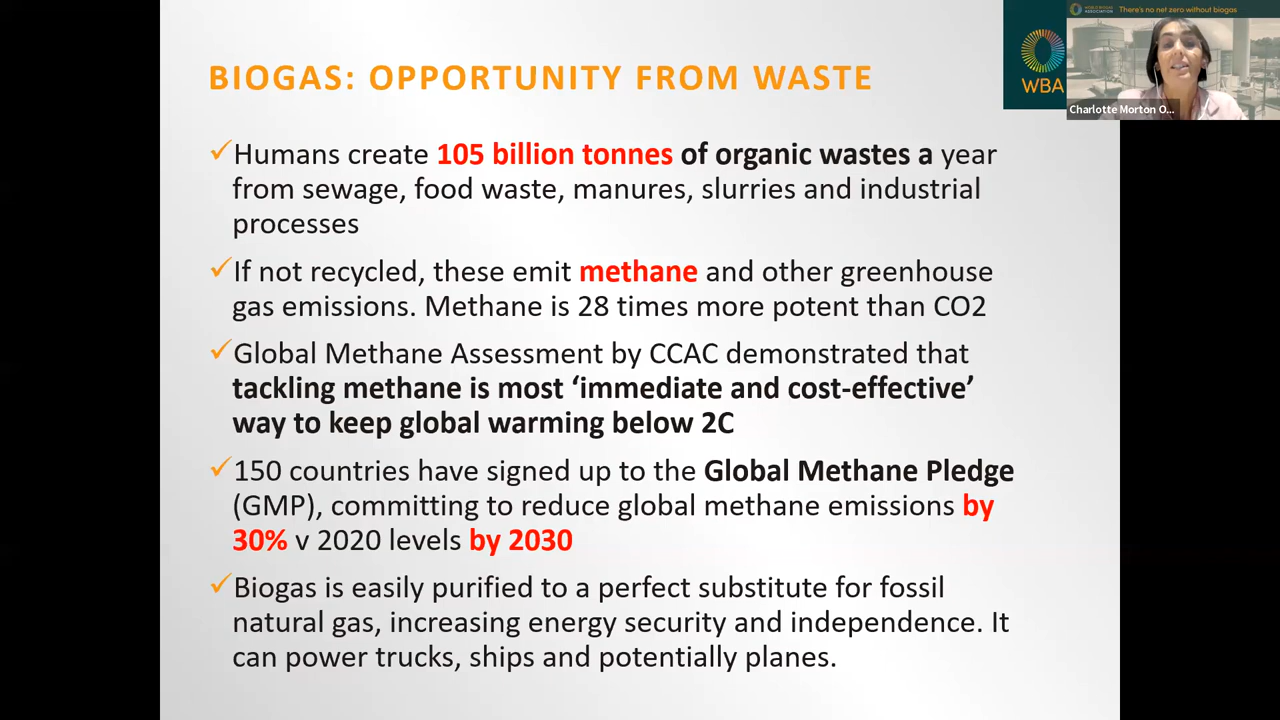 BIOGAS: OPPORTUNITY FROM WASTE
WBA
WORLD BIOGAS
ASSOCIATION
There's no net zero without biogas
Charlotte Morton O...
✓Humans create 105 billion tonnes of organic wastes a year
from sewage, food waste, manures, slurries and industrial
processes
✓If not recycled, these emit methane and other greenhouse
gas emissions. Methane is 28 times more potent than CO2
✓Global Methane Assessment by CCAC demonstrated that
tackling methane is most ‘immediate and cost-effective’
way to keep global warming below 2C
✓150 countries have signed up to the Global Methane Pledge
(GMP), committing to reduce global methane emissions by
30% v 2020 levels by 2030
✓Biogas is easily purified to a perfect substitute for fossil
natural gas, increasing energy security and independence. It
can power trucks, ships and potentially planes.